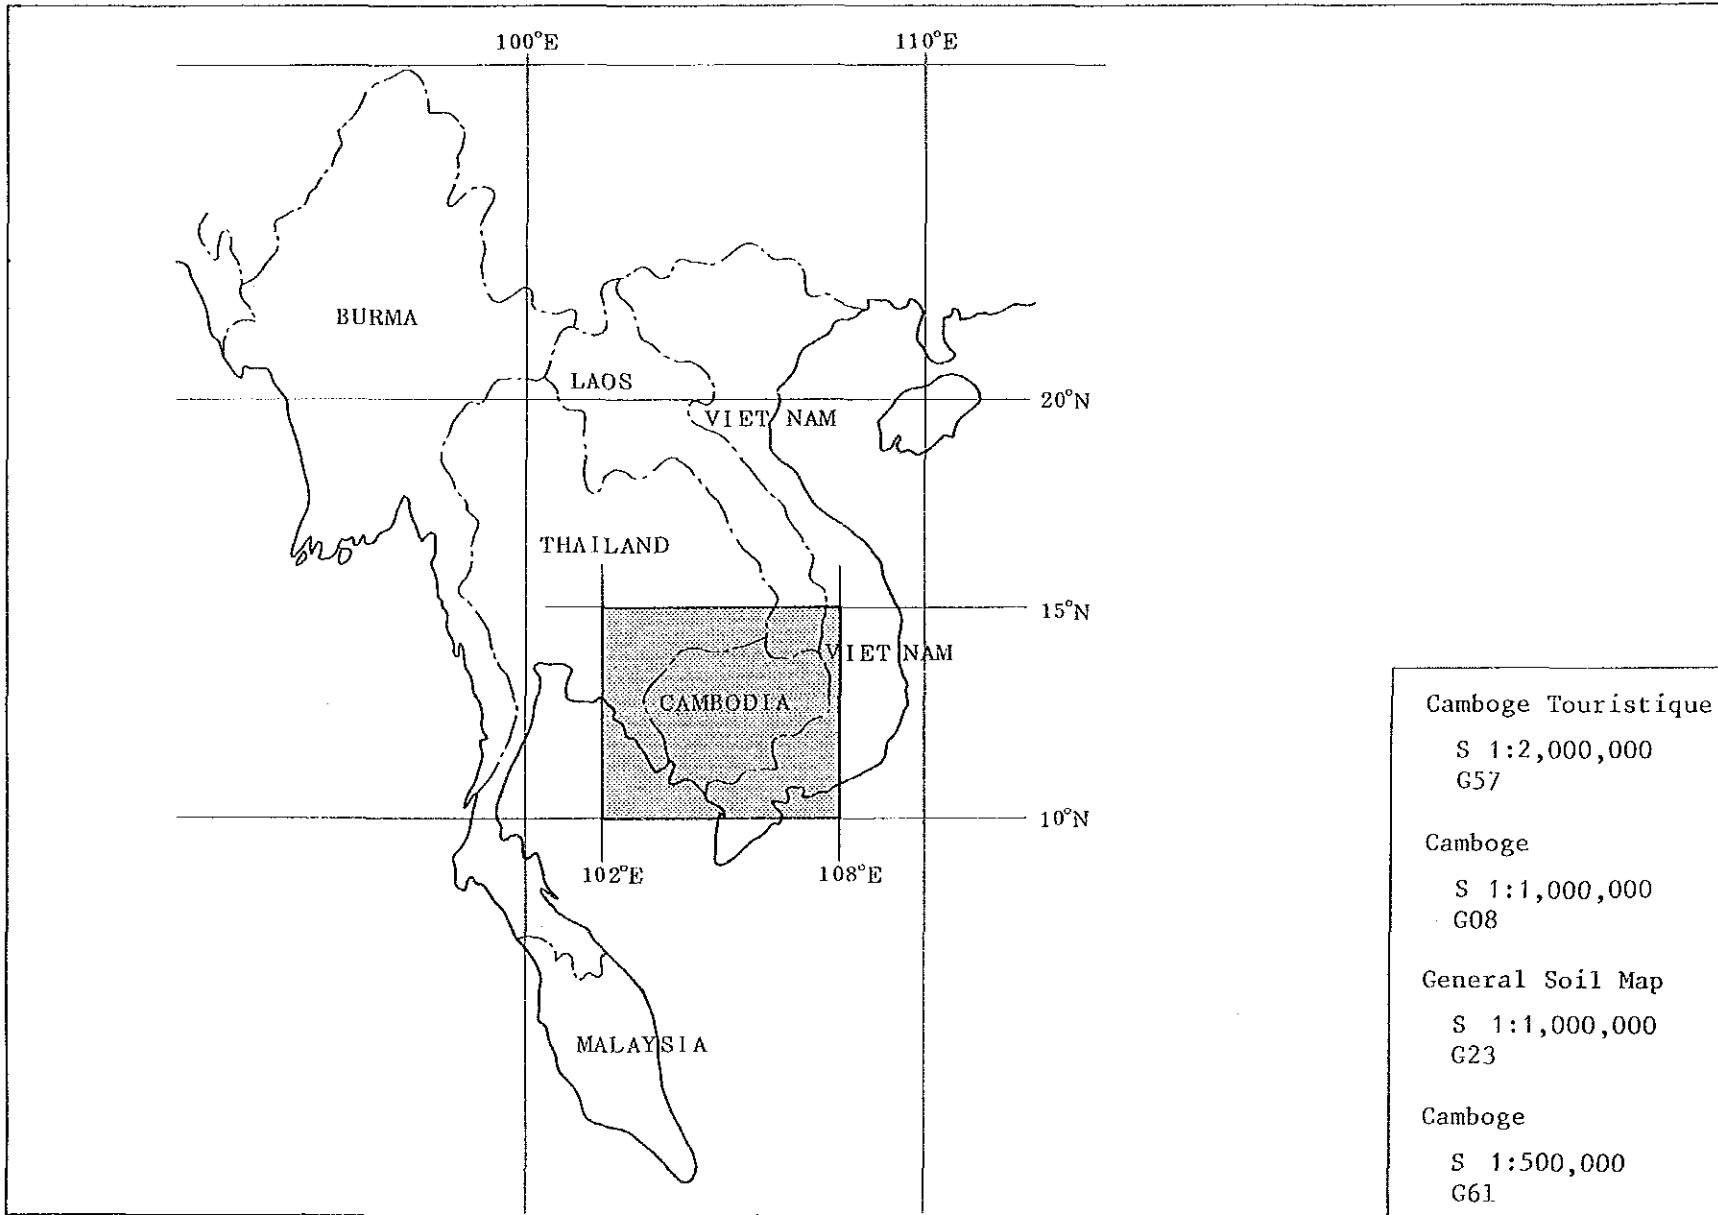 100°E 110°E
BURMA
LAOS
20°N
VIET NAM
THAILAND
15°N
VIET NAM
CAMBODIA
10°N
102°E 108°E
MALAYSIA
Camboge Touristique
S 1:2,000,000
G57
Camboge
S 1:1,000,000
G08
General Soil Map
S 1:1,000,000
G23
Camboge
S 1:500,000
G61